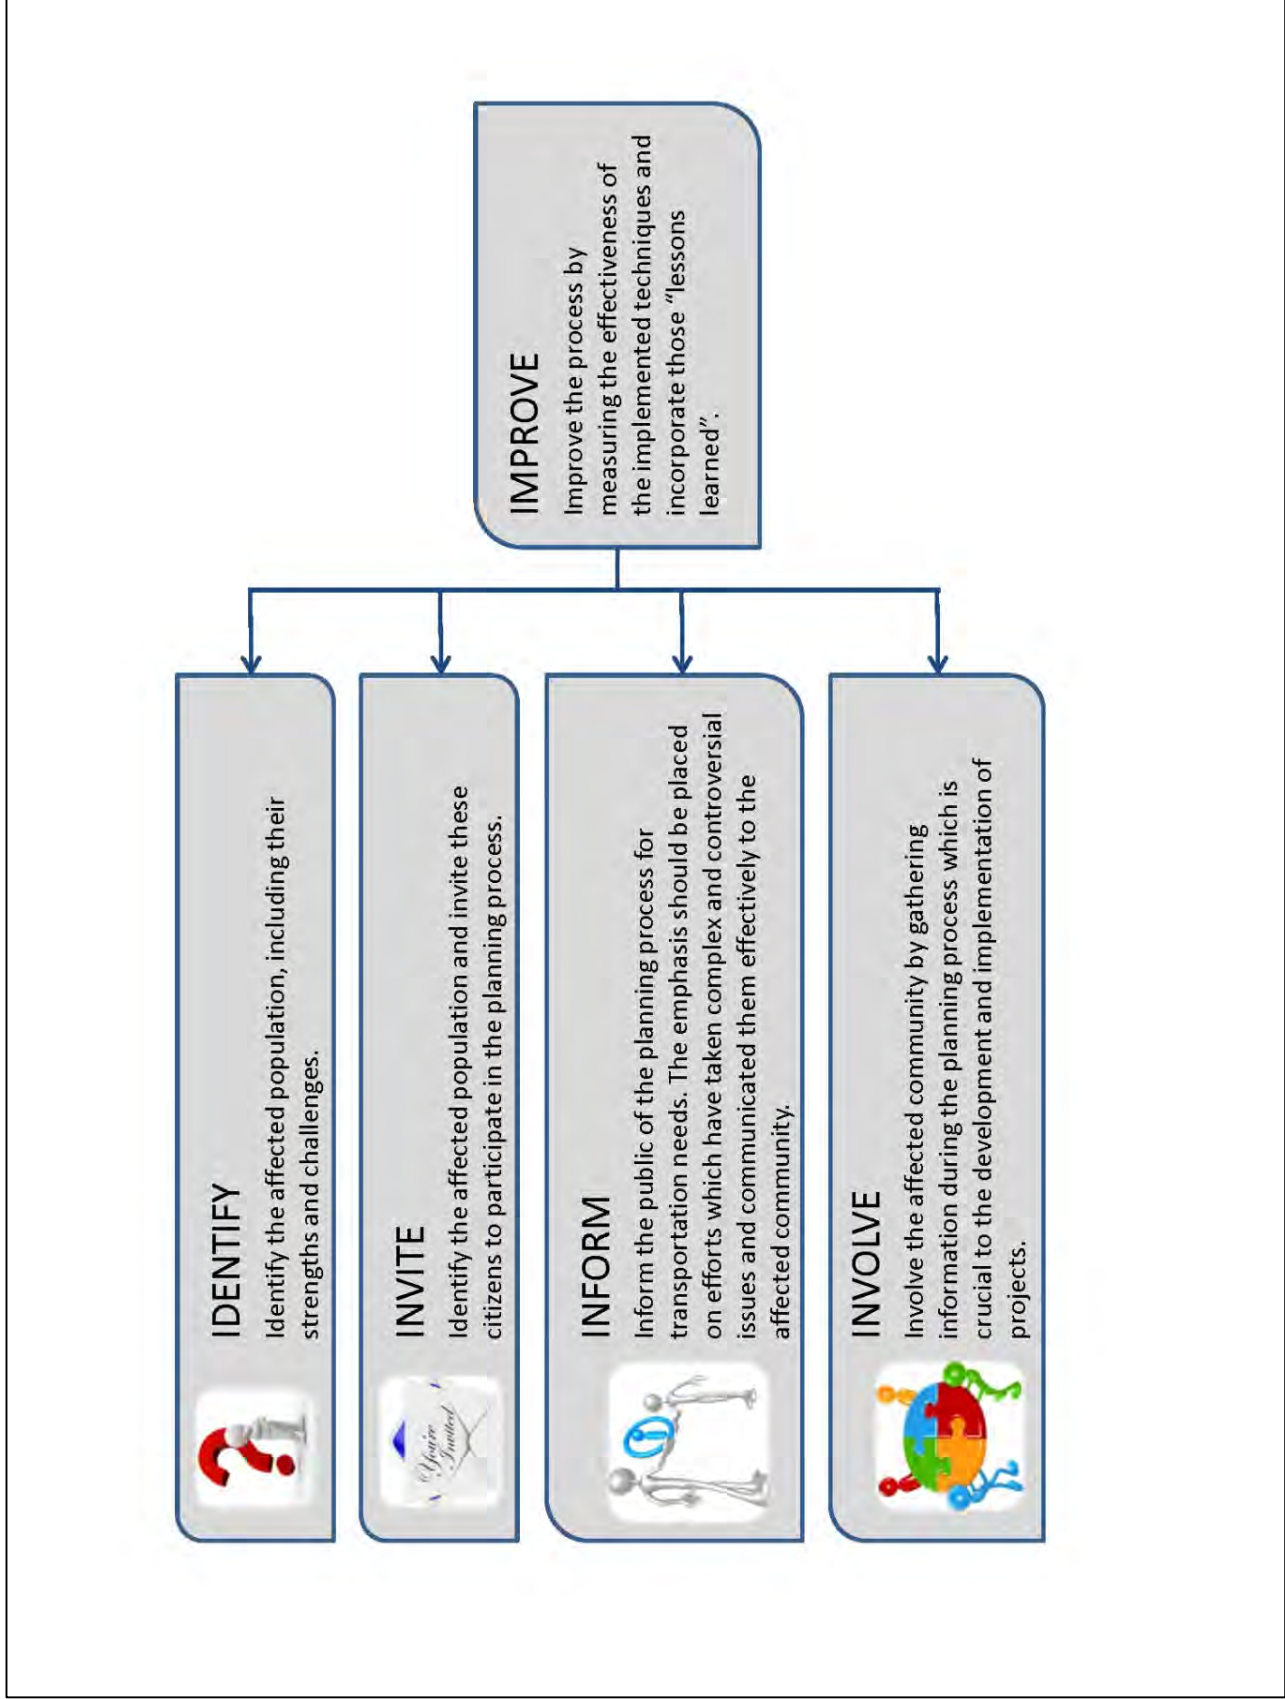 IDENTIFY
Identify the affected population, including their
strengths and challenges.
You're
Invited
INVITE
Identify the affected population and invite these
citizens to participate in the planning process.
INFORM
Inform the public of the planning process for
transportation needs. The emphasis should be placed
on efforts which have taken complex and controversial
issues and communicated them effectively to the
affected community.
INVOLVE
Involve the affected community by gathering
information during the planning process which is
crucial to the development and implementation of
projects.
IMPROVE
Improve the process by
measuring the effectiveness of
the implemented techniques and
incorporate those “lessons
learned”.